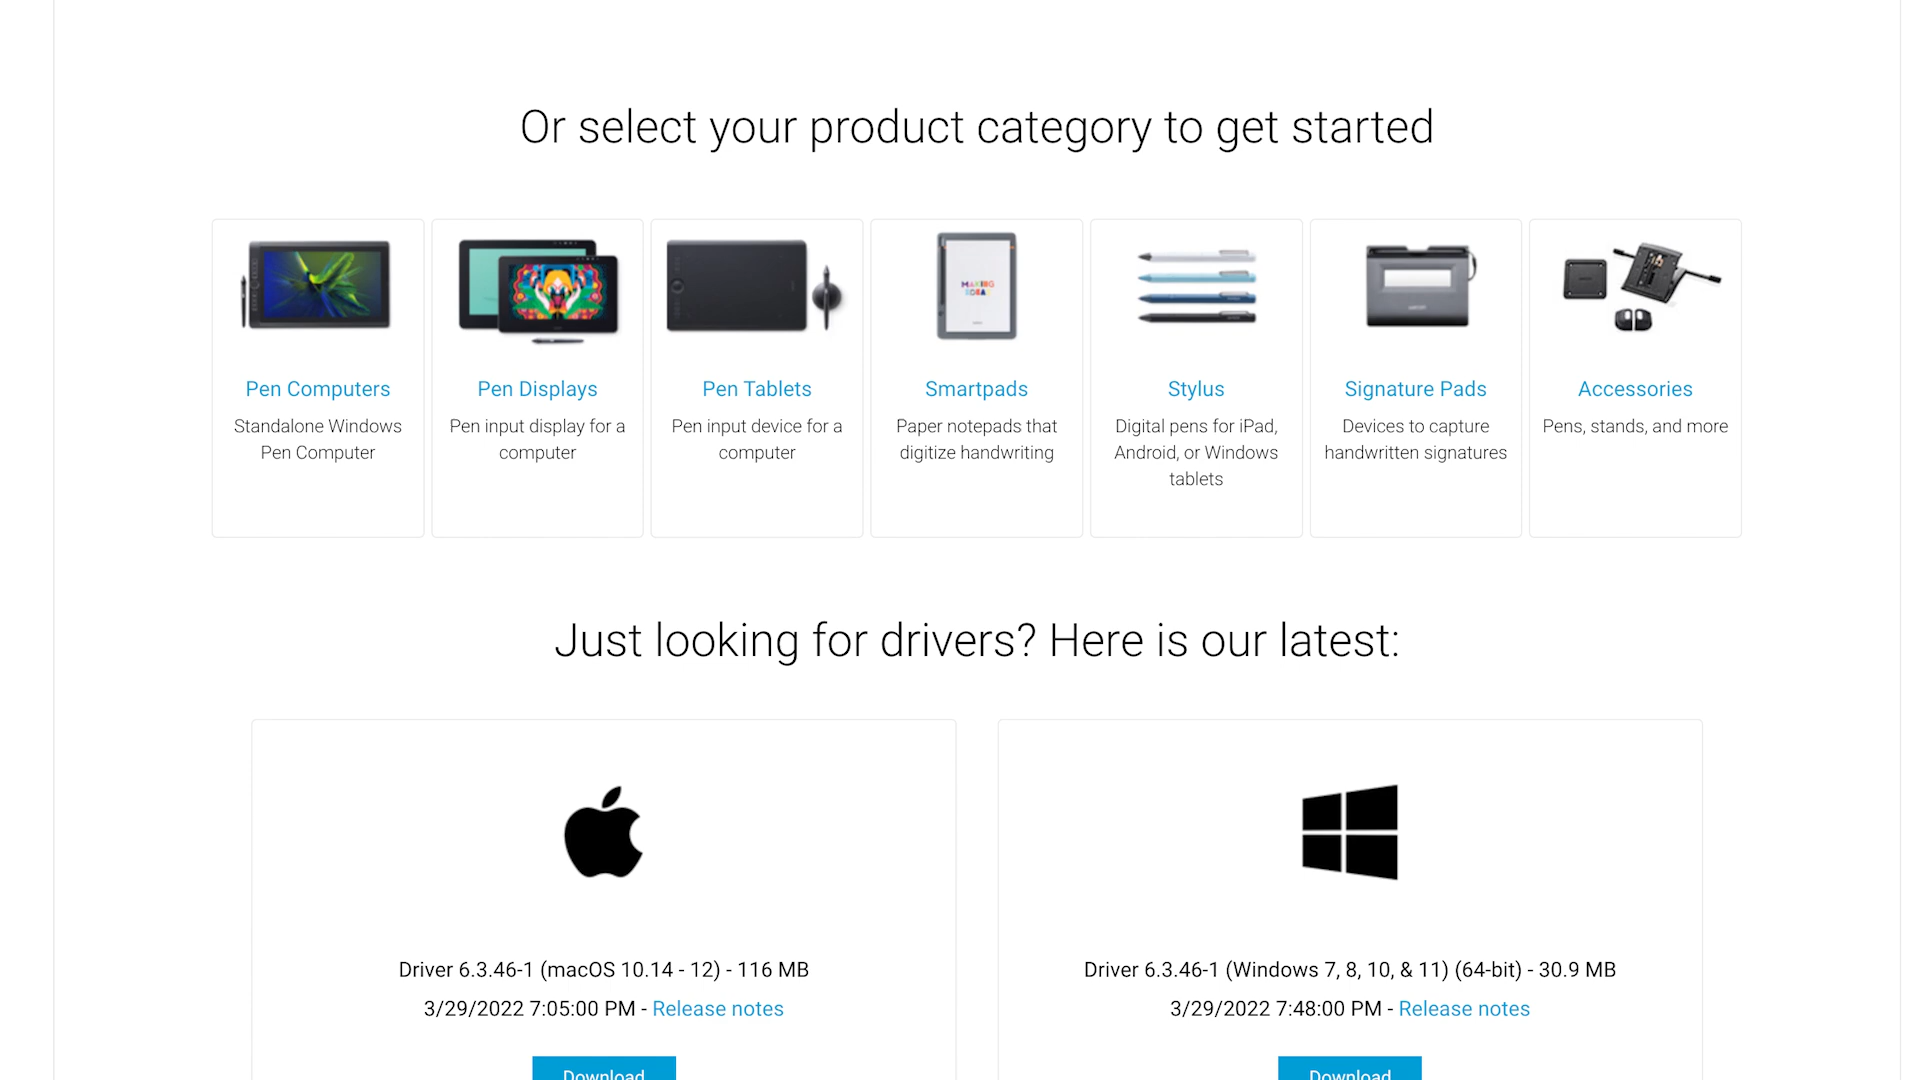 Or select your product category to get started
MAKING
IDEAS
Pen Computers
Standalone Windows
Pen Computer
Pen Displays
Pen input display for a
computer
Pen Tablets
Pen input device for a
computer
Smartpads
Paper notepads that
digitize handwriting
Stylus
Digital pens for iPad,
Android, or Windows
tablets
Signature Pads
Devices to capture
handwritten signatures
Accessories
Pens, stands, and more
Just looking for drivers? Here is our latest:
Driver 6.3.46-1 (macOS 10.14 - 12) - 116 MB
3/29/2022 7:05:00 PM - Release notes
Download
Driver 6.3.46-1 (Windows 7, 8, 10, & 11) (64-bit) - 30.9 MB
3/29/2022 7:48:00 PM - Release notes
Download